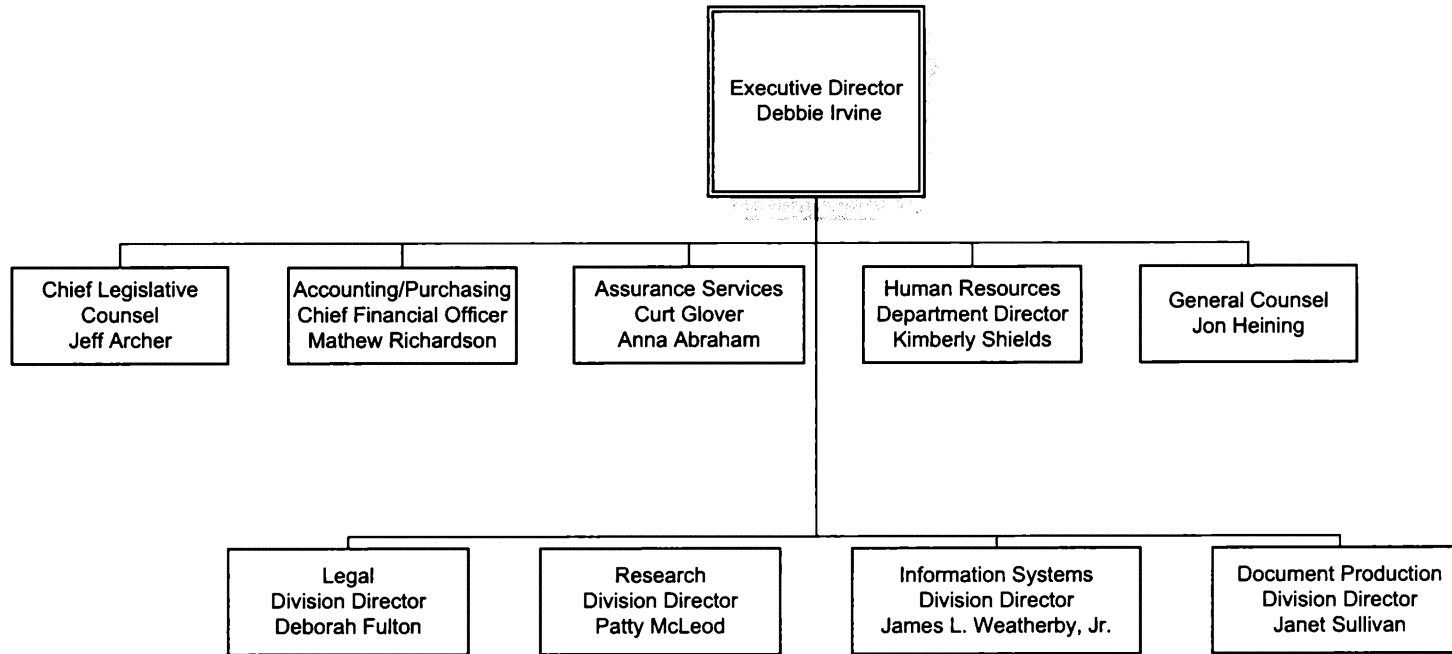 Executive Director
Debbie Irvine
Chief Legislative
Counsel
Jeff Archer
Accounting/Purchasing
Chief Financial Officer
Mathew Richardson
Assurance Services
Curt Glover
Anna Abraham
Human Resources
Department Director
Kimberly Shields
General Counsel
Jon Heining
Legal
Division Director
Deborah Fulton
Research
Division Director
Patty McLeod
Information Systems
Division Director
James L. Weatherby, Jr.
Document Production
Division Director
Janet Sullivan